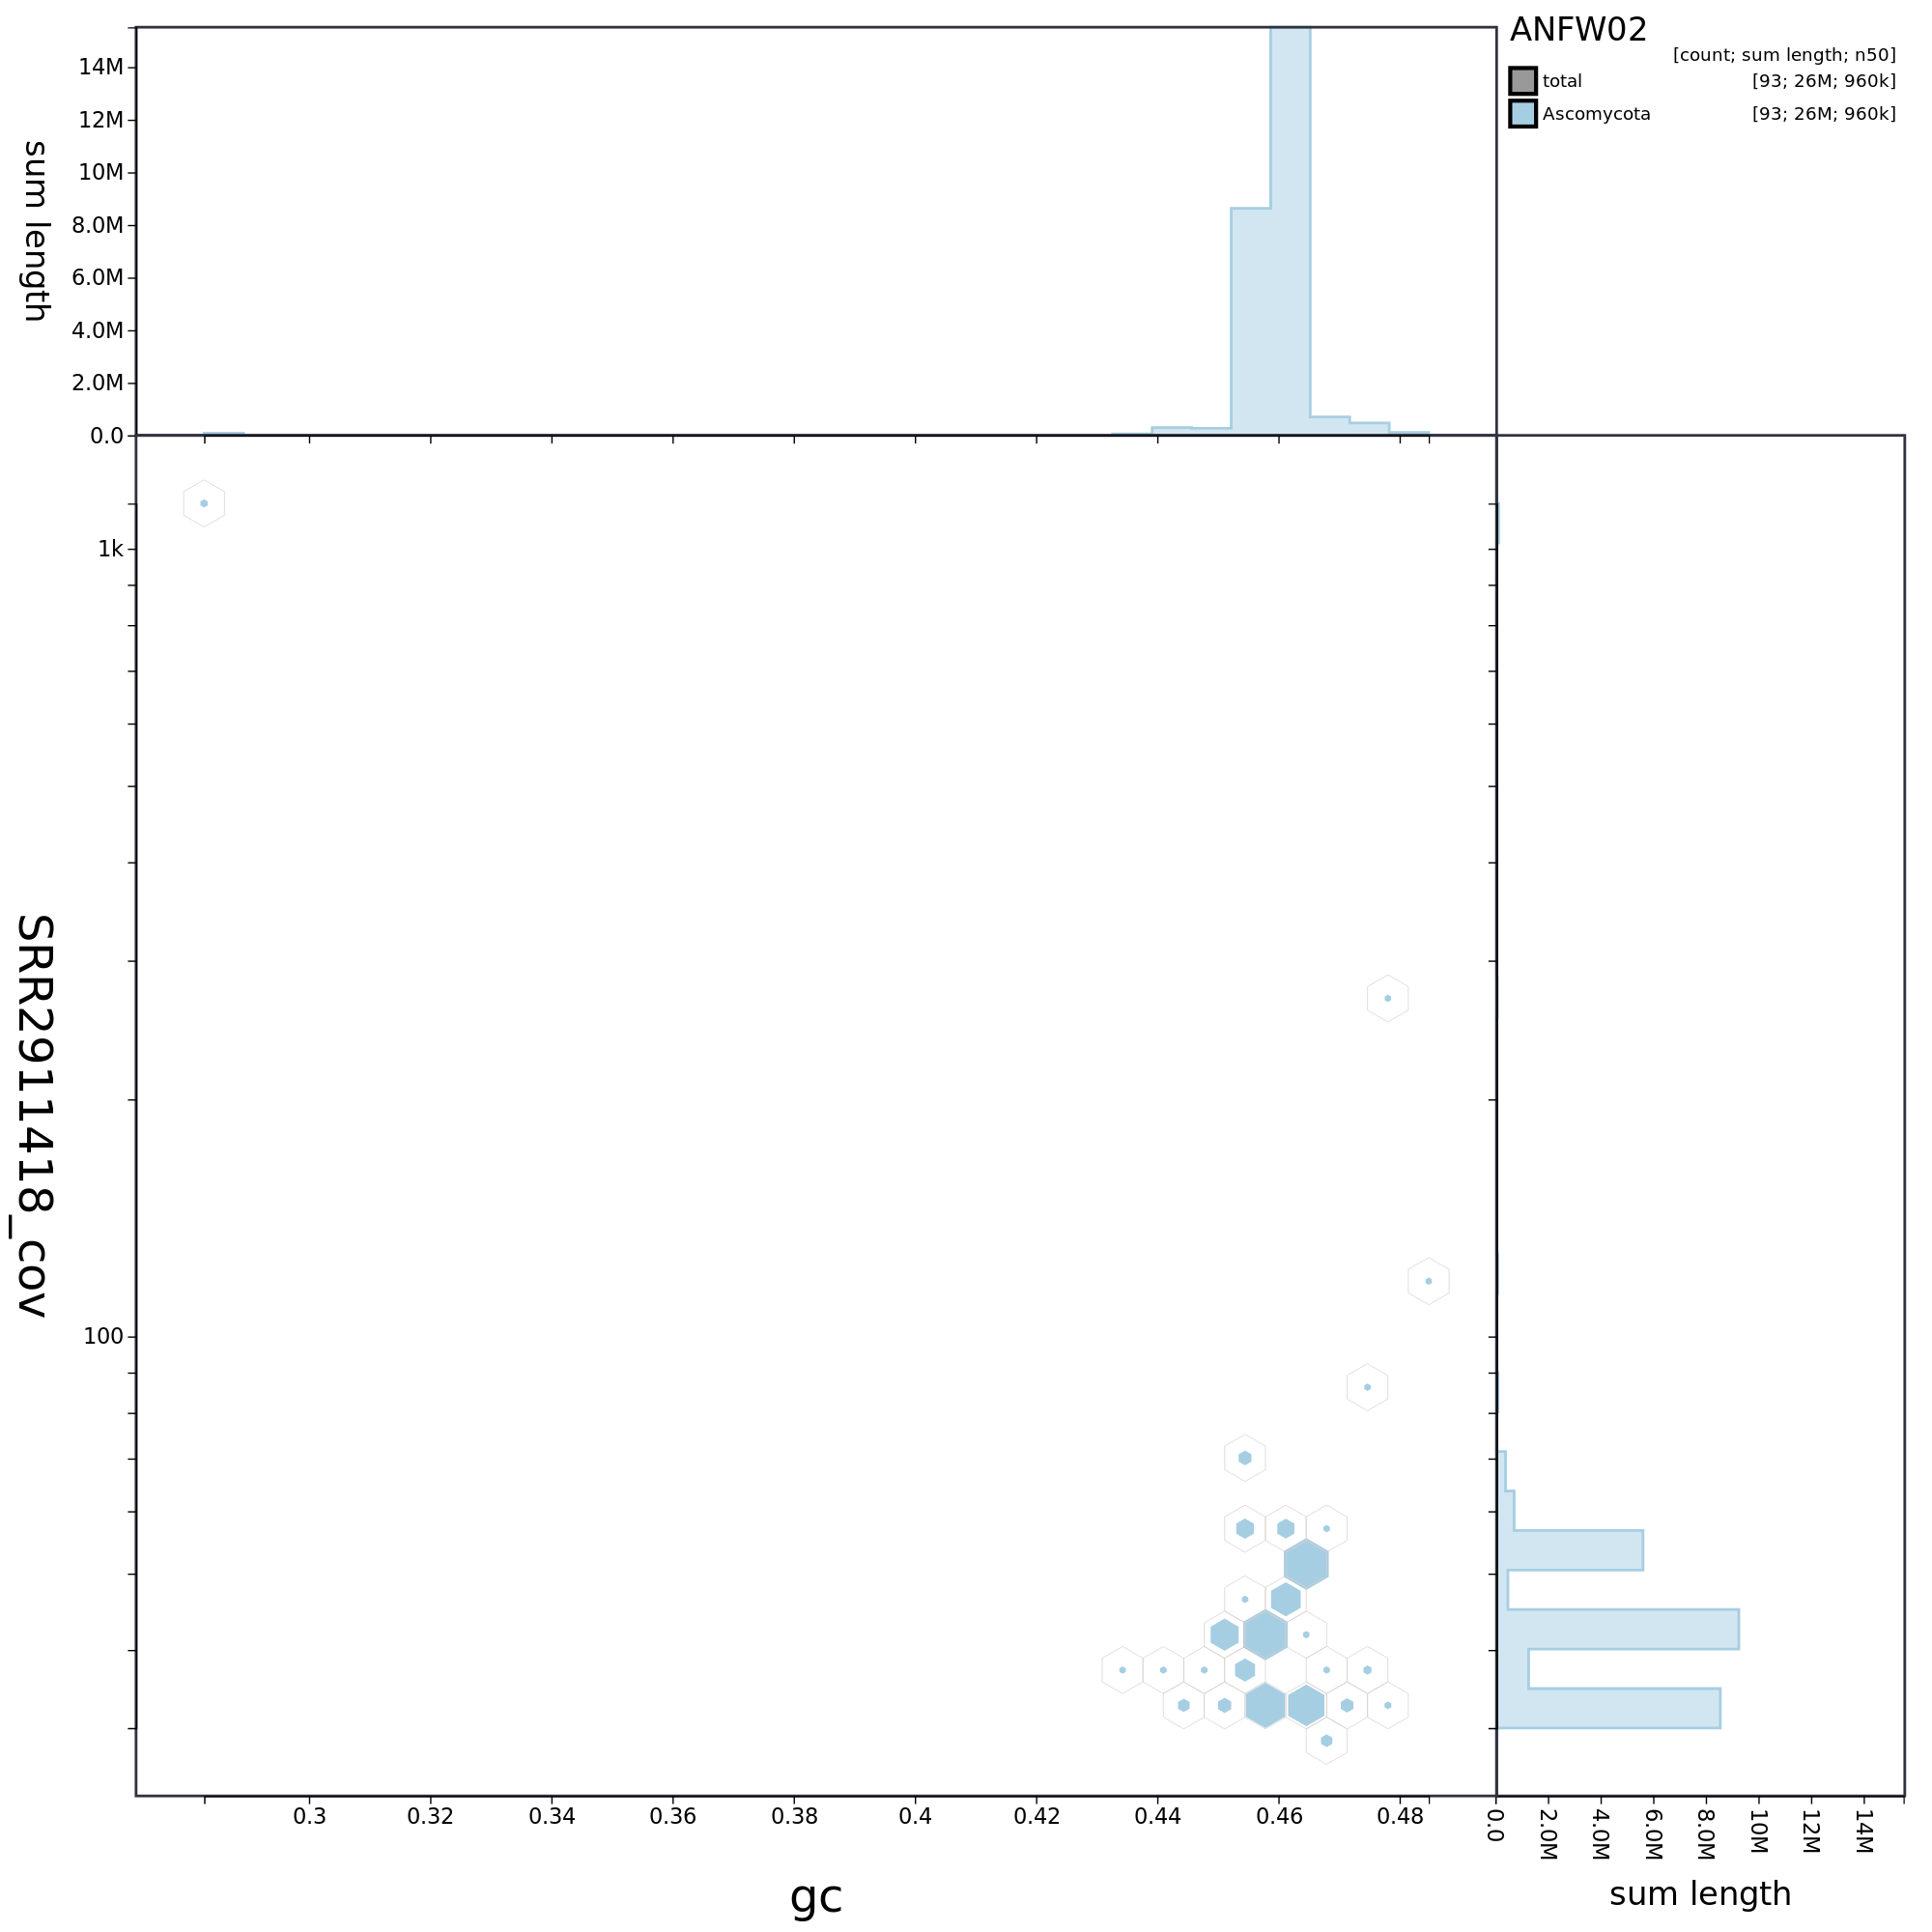 ANFW02
[count; sum length; n50]
total [93; 26M; 960k]
Ascomycota [93; 26M; 960k]
sum length
14M
12M
10M
8.0M
6.0M
4.0M
2.0M
0.0
SRR2911418_cov
1k
100
0.3 0.32 0.34 0.36 0.38 0.4 0.42 0.44 0.46 0.48
gc
0.0 2.0M 4.0M 6.0M 8.0M 10M 12M 14M
sum length